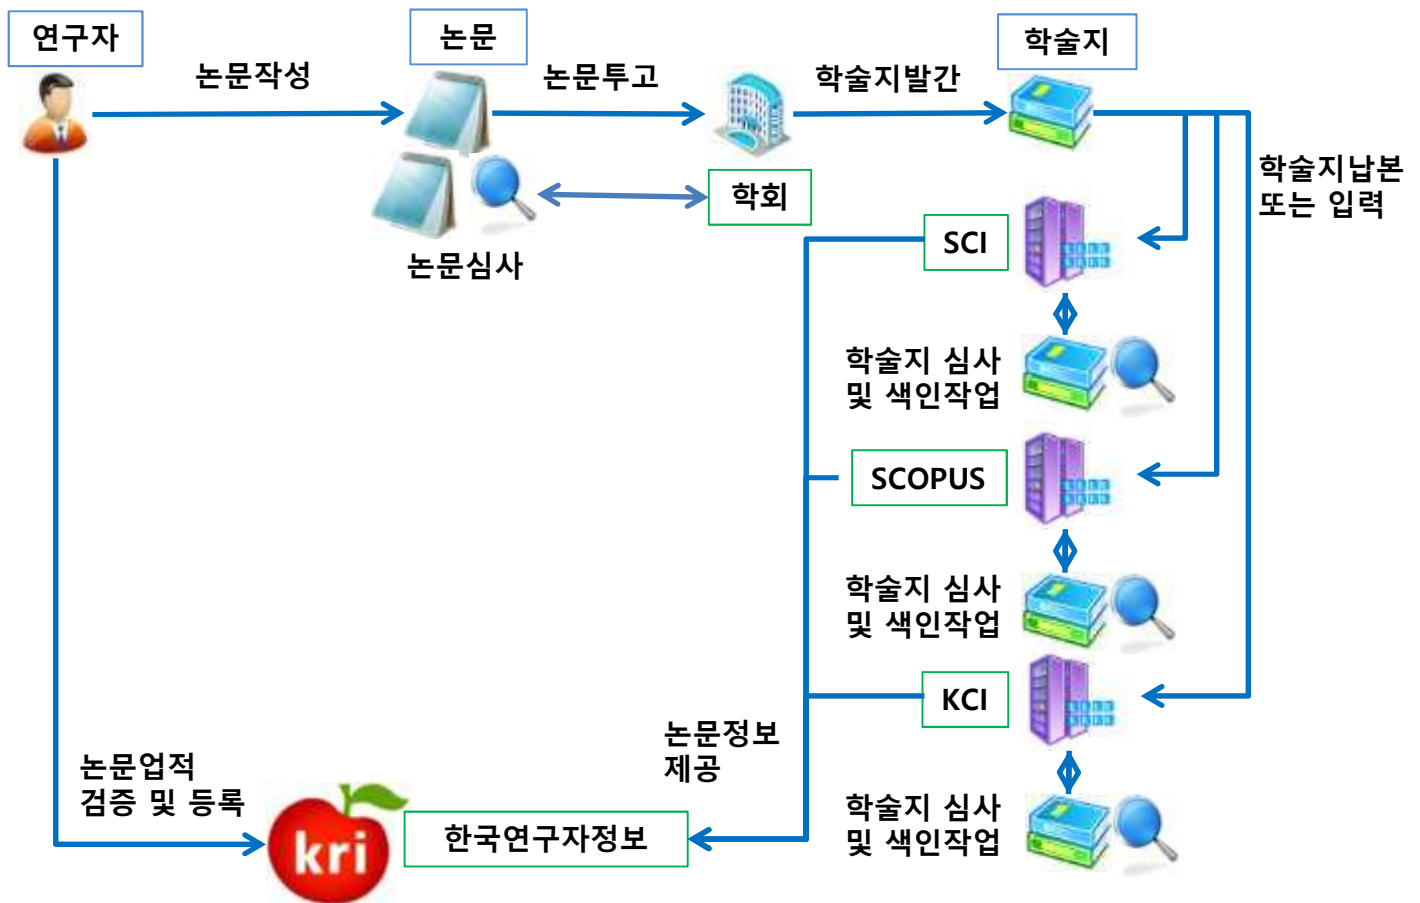 연구자
논문
학술지
논문작성
논문투고
학술지발간
학술지납본
또는 입력
학회
논문심사
SCI
학술지 심사
및 색인작업
SCOPUS
학술지 심사
및 색인작업
KCI
논문정보
제공
논문업적
검증 및 등록
학술지 심사
및 색인작업
kri
한국연구자정보